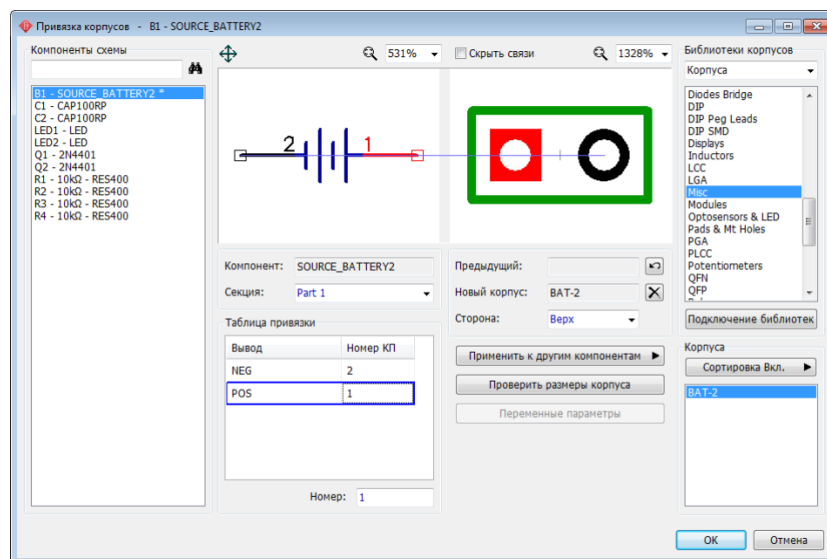 Привязка корпусов - B1 - SOURCE_BATTERY2
Компоненты схемы
B1 - SOURCE_BATTERY2 *
C1 - CAP100RP
C2 - CAP100RP
LED1 - LED
LED2 - LED
Q1 - 2N4401
Q2 - 2N4401
R1 - 10kΩ - RES400
R2 - 10kΩ - RES400
R3 - 10kΩ - RES400
R4 - 10kΩ - RES400
531%
Скрыть связи
1328%
2
1
Компонент: SOURCE_BATTERY2
Секция: Part 1
Таблица привязки
Вывод Номер КП
NEG 2
POS 1
Номер: 1
Предыдущий:
Новый корпус: BAT-2
Сторона: Верх
Применить к другим компонентам
Проверить размеры корпуса
Переменные параметры
Библиотеки корпусов
Корпуса
Diodes Bridge
DIP
DIP Peg Leads
DIP SMD
Displays
Inductors
LCC
LGA
Misc
Modules
Optosensors & LED
Pads & Mt Holes
PGA
PLCC
Potentiometers
QFN
QFP
Подключение библиотек
Корпуса
Сортировка Вкл.
BAT-2
OK
Отмена